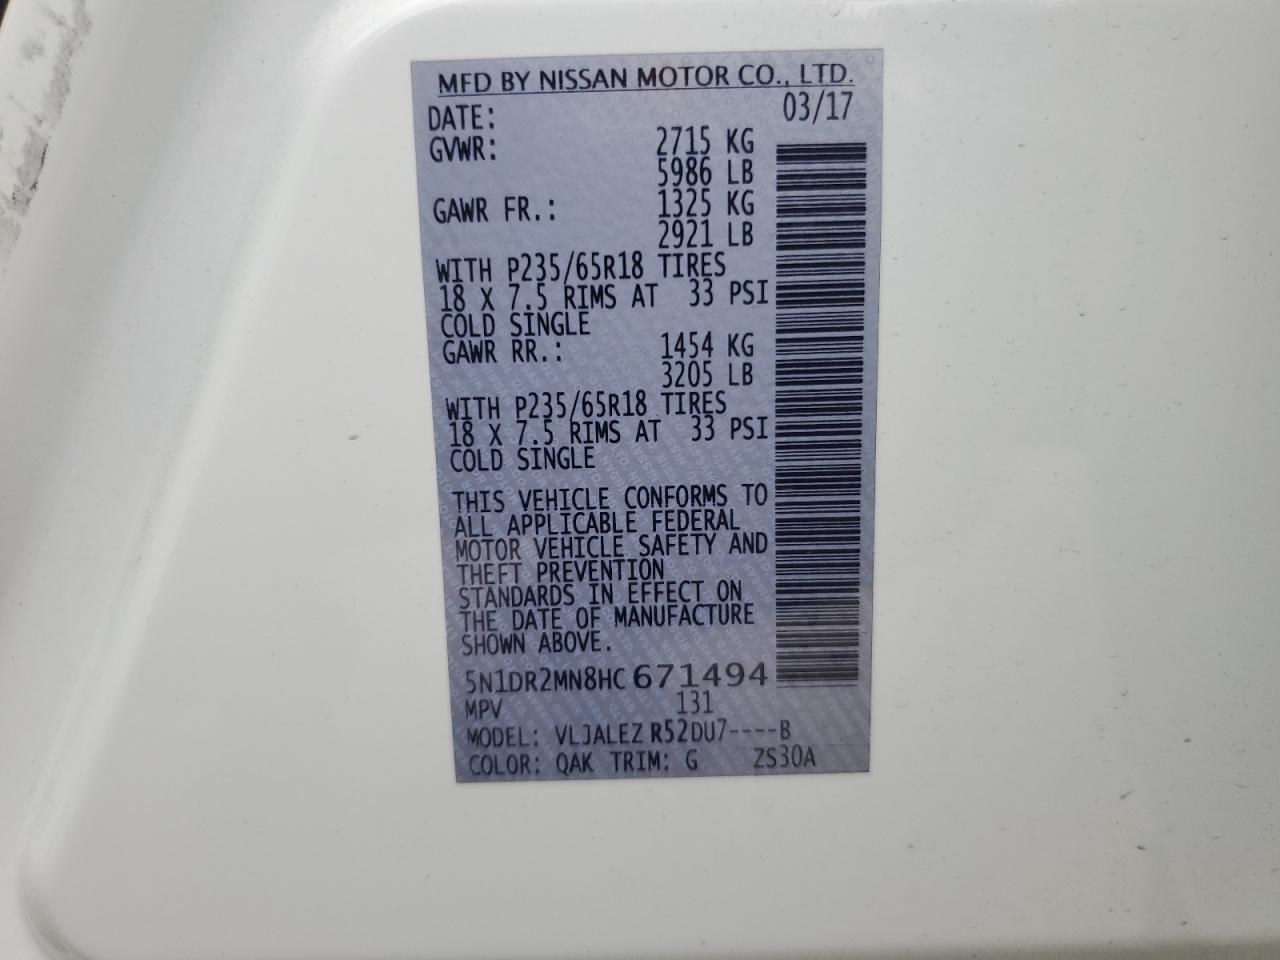 MFD BY NISSAN MOTOR CO., LTD.
DATE: 03/17
GVWR: 2715 KG
5986 LB
GAWR FR.: 1325 KG
2921 LB
WITH P235/65R18 TIRES
18 X 7.5 RIMS AT 33 PSI
COLD SINGLE
GAWR RR.: 1454 KG
3205 LB
WITH P235/65R18 TIRES
18 X 7.5 RIMS AT 33 PSI
COLD SINGLE
THIS VEHICLE CONFORMS TO
ALL APPLICABLE FEDERAL
MOTOR VEHICLE SAFETY AND
THEFT PREVENTION
STANDARDS IN EFFECT ON
THE DATE OF MANUFACTURE
SHOWN ABOVE.
5N1DR2MN8HC 671494
MPV 131
MODEL: VLJALEZ R52DU7----B
COLOR: QAK TRIM: G ZS30A